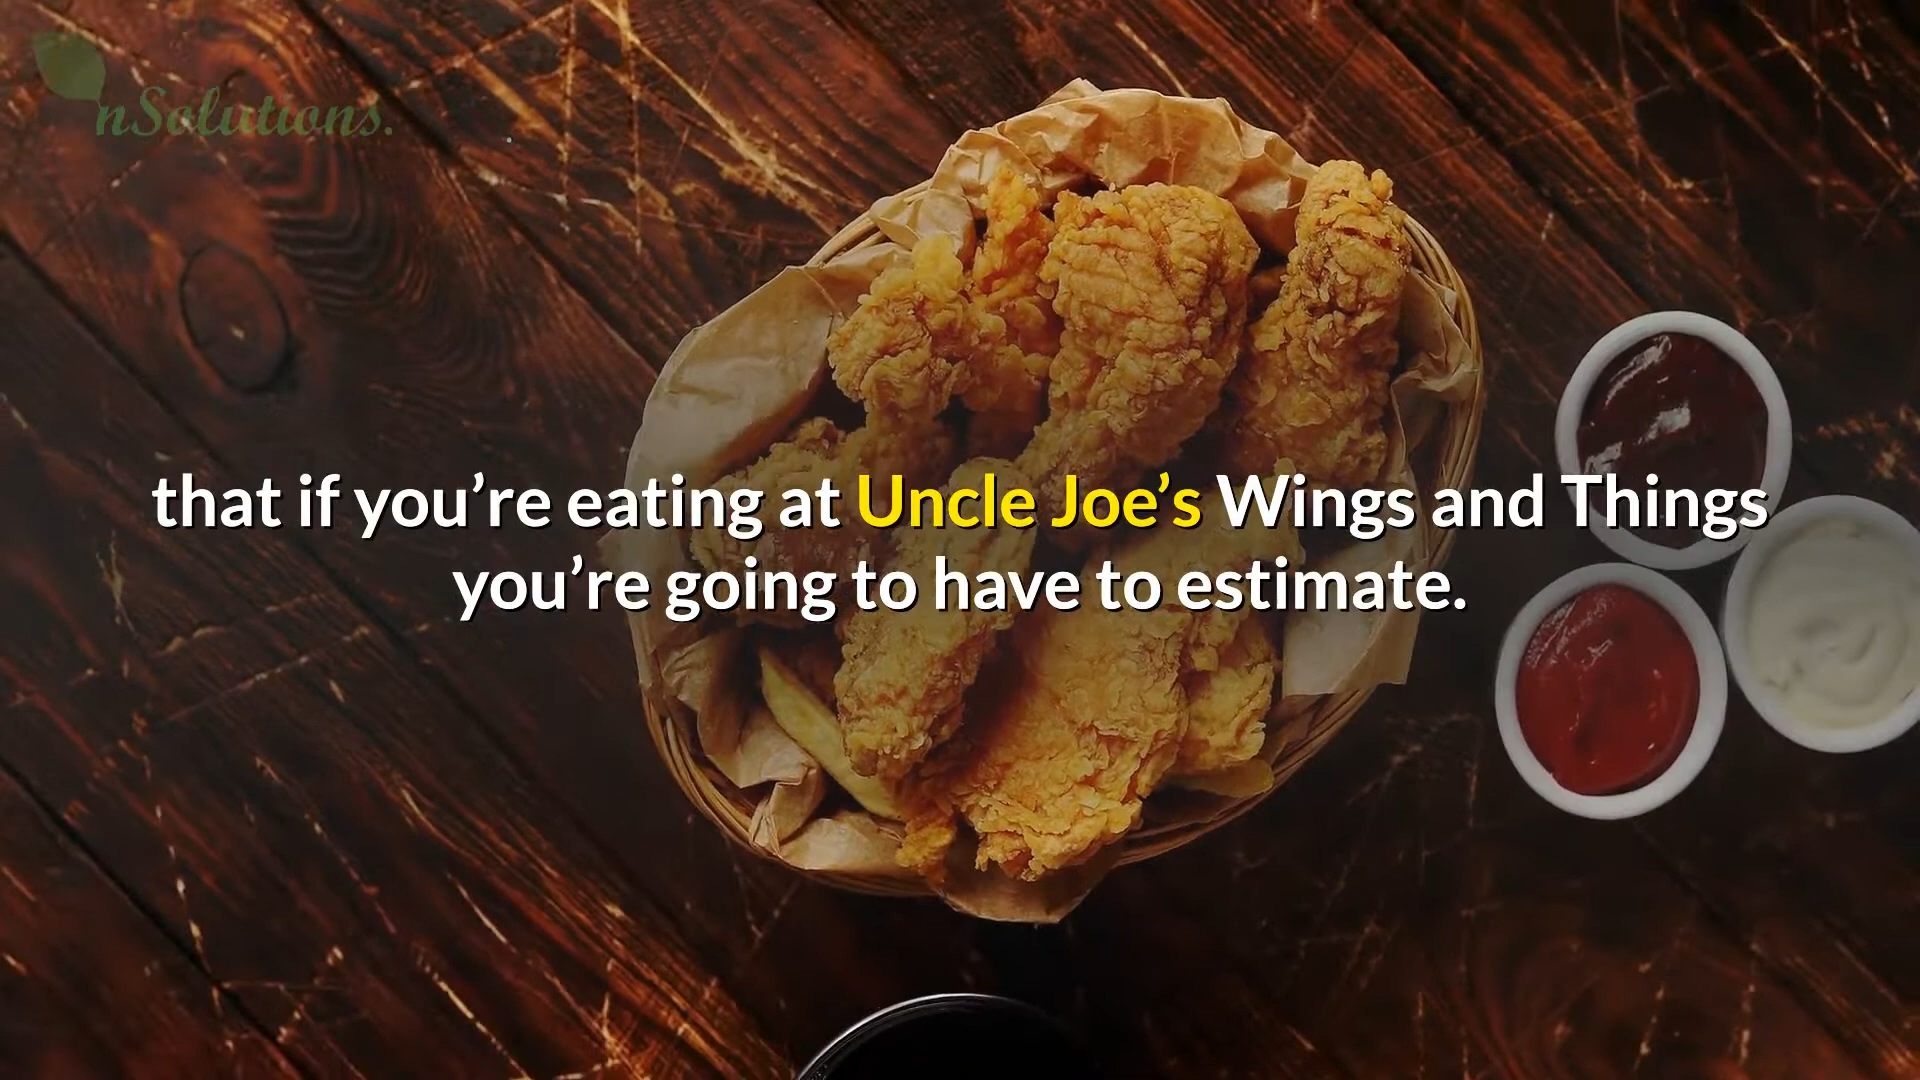 nSolutions.
that if you’re eating at Uncle Joe’s Wings and Things
you’re going to have to estimate.